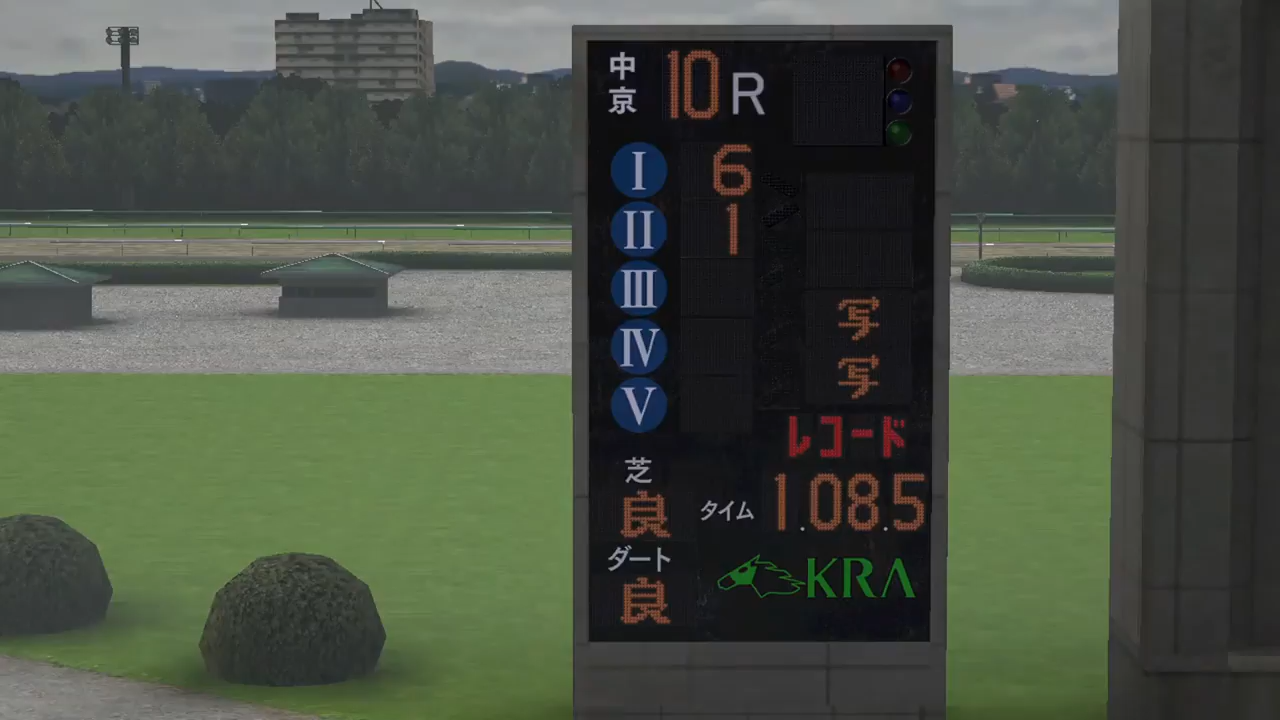 中京 10R
I 6
II 1
III 写
IV 写
V
レコード
芝 良 タイム 1.08.5
ダート 良 KRA